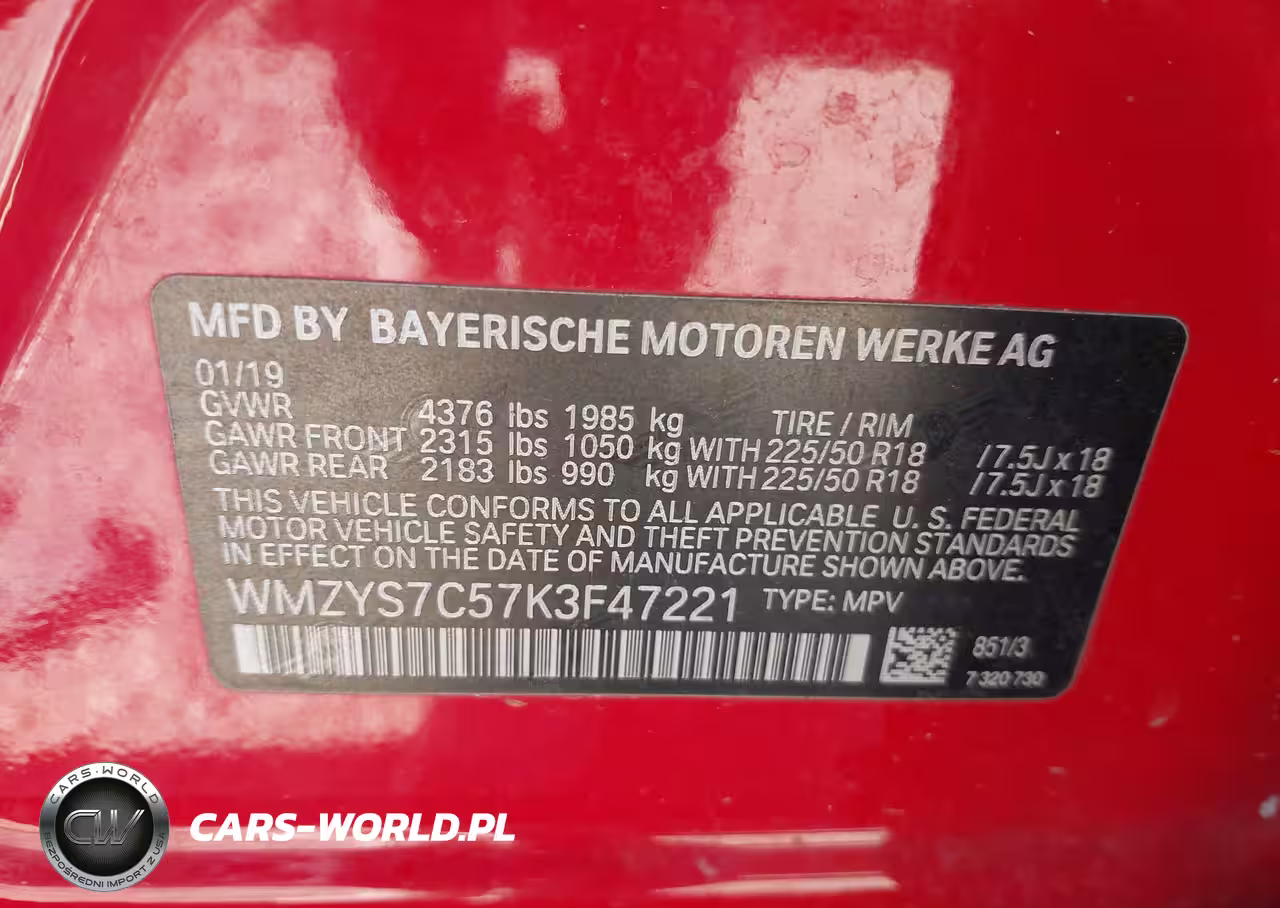 MFD BY BAYERISCHE MOTOREN WERKE AG
01/19
GVWR 4376 lbs 1985 kg TIRE / RIM
GAWR FRONT 2315 lbs 1050 kg WITH 225/50 R18 / 7.5J x 18
GAWR REAR 2183 lbs 990 kg WITH 225/50 R18 / 7.5J x 18
THIS VEHICLE CONFORMS TO ALL APPLICABLE U. S. FEDERAL
MOTOR VEHICLE SAFETY AND THEFT PREVENTION STANDARDS
IN EFFECT ON THE DATE OF MANUFACTURE SHOWN ABOVE.
WMZYS7C57K3F47221 TYPE: MPV
851/3
7 320 730
CARS-WORLD
CW
BEZPOŚREDNI IMPORT Z USA
CARS-WORLD.PL